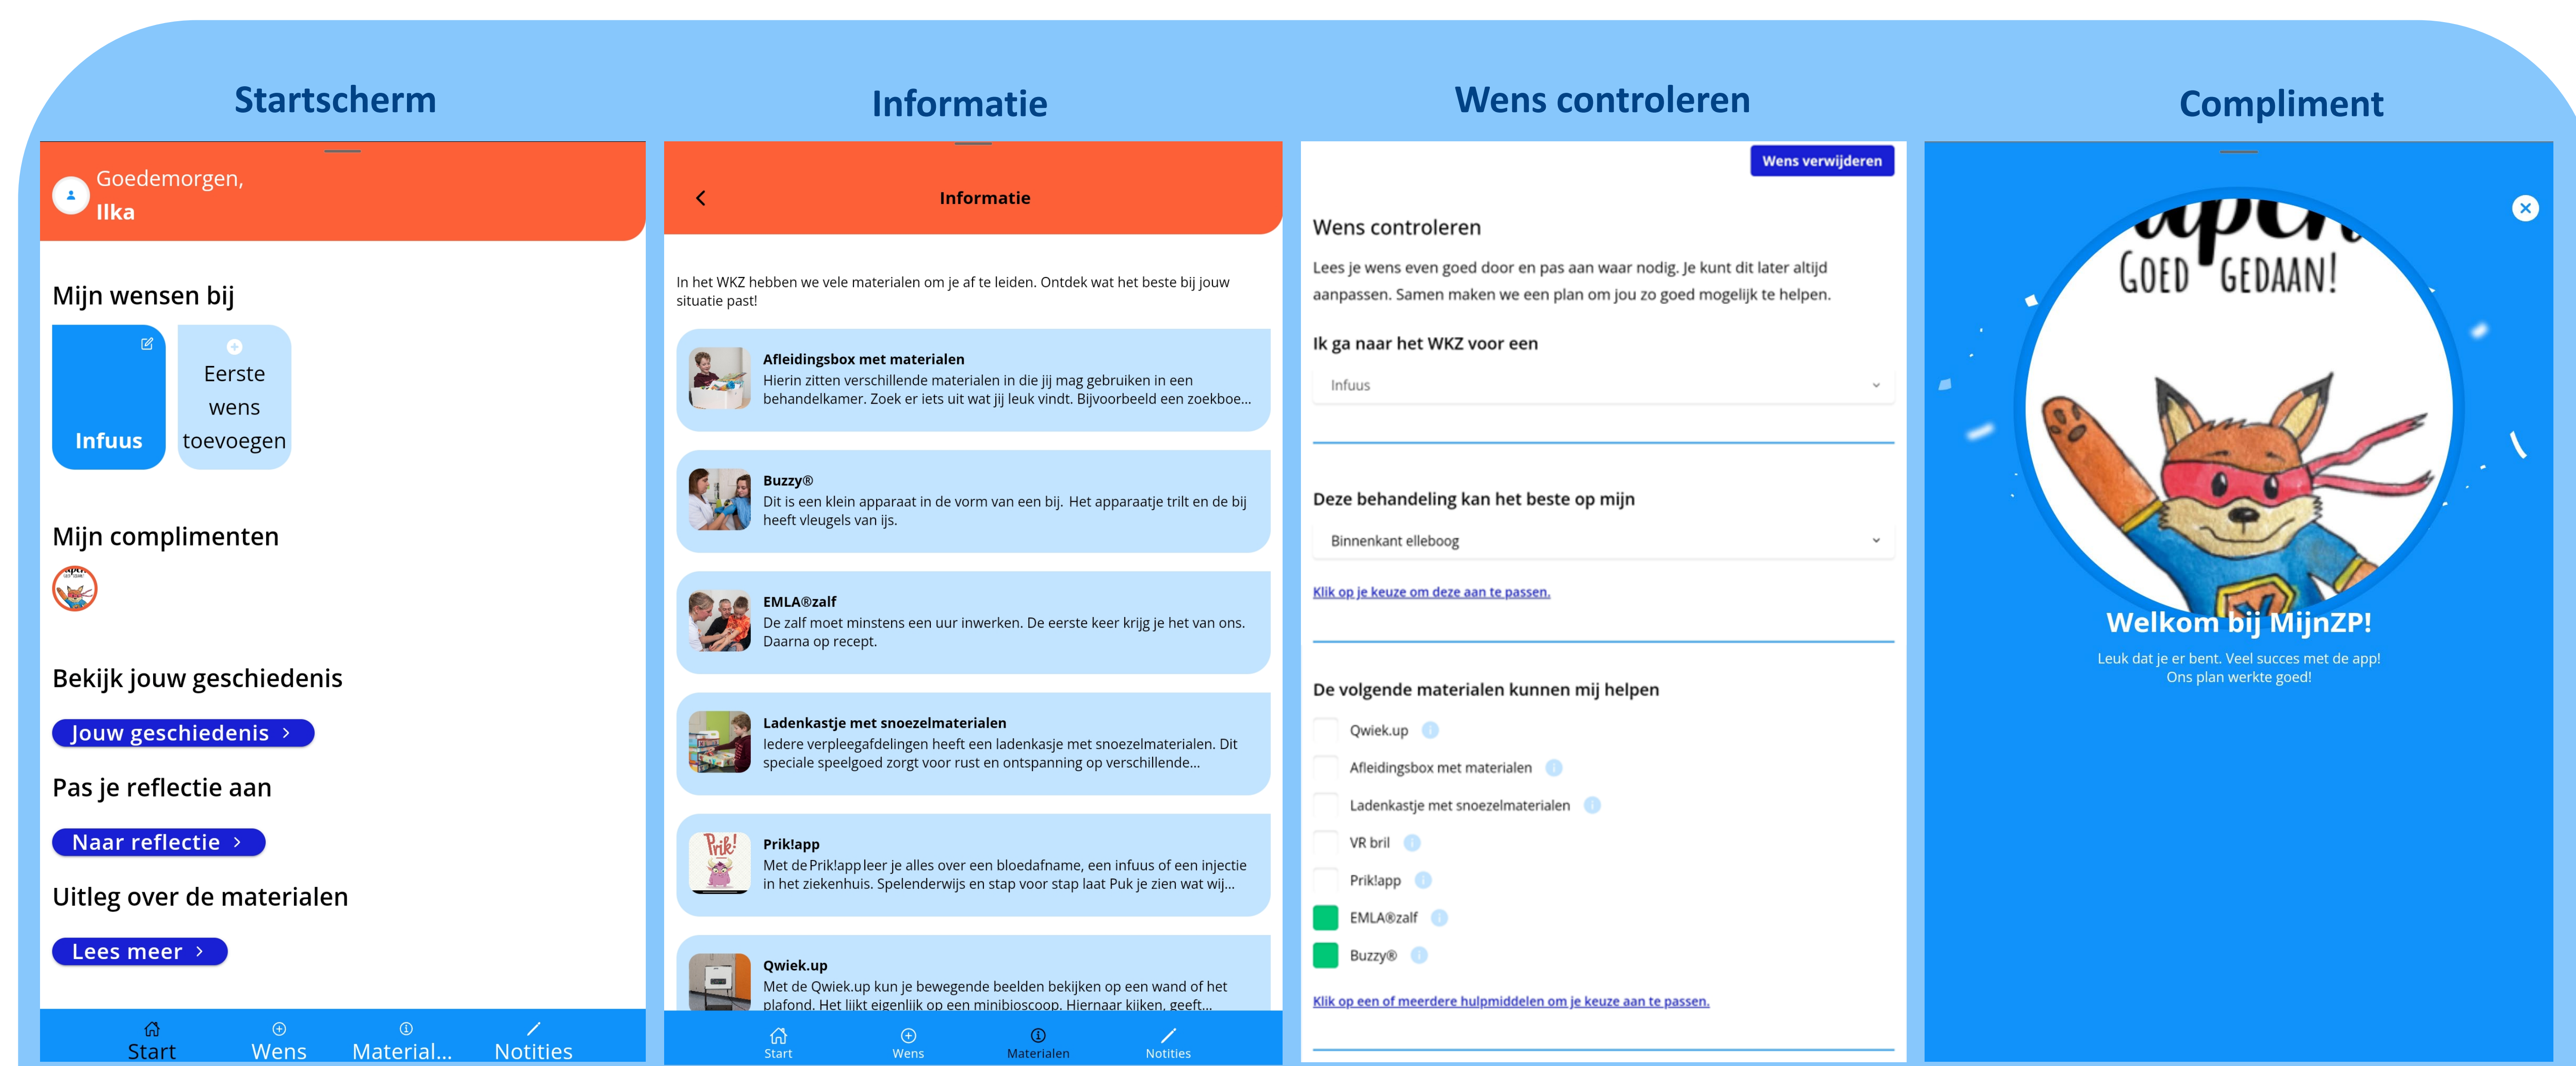 Startscherm
Goedemorgen,
Ilka
Mijn wensen bij
Infuus
Eerste
wens
toevoegen
Mijn complimenten
GOED GEDAAN!
Bekijk jouw geschiedenis
Jouw geschiedenis
Pas je reflectie aan
Naar reflectie
Uitleg over de materialen
Lees meer
Start
Wens
Material...
Notities
Informatie
Informatie
In het WKZ hebben we vele materialen om je af te leiden. Ontdek wat het beste bij jouw
situatie past!
Afleidingsbox met materialen
Hierin zitten verschillende materialen in die jij mag gebruiken in een
behandelkamer. Zoek er iets uit wat jij leuk vindt. Bijvoorbeeld een zoekboe...
Buzzy®
Dit is een klein apparaat in de vorm van een bij. Het apparaatje trilt en de bij
heeft vleugels van ijs.
EMLA®zalf
De zalf moet minstens een uur inwerken. De eerste keer krijg je het van ons.
Daarna op recept.
Ladenkastje met snoezelmaterialen
Iedere verpleegafdelingen heeft een ladenkasje met snoezelmaterialen. Dit
speciale speelgoed zorgt voor rust en ontspanning op verschillende...
Prik!
Prik!app
Met de Prik!app leer je alles over een bloedafname, een infuus of een injectie
in het ziekenhuis. Spelenderwijs en stap voor stap laat Puk je zien wat wij...
Qwiek.up
Met de Qwiek.up kun je bewegende beelden bekijken op een wand of het
plafond. Het lijkt eigenlijk op een minibioscoop. Hiernaar kijken, geeft...
Start
Wens
Materialen
Notities
Wens controleren
Wens verwijderen
Wens controleren
Lees je wens even goed door en pas aan waar nodig. Je kunt dit later altijd
aanpassen. Samen maken we een plan om jou zo goed mogelijk te helpen.
Ik ga naar het WKZ voor een
Infuus
Deze behandeling kan het beste op mijn
Binnenkant elleboog
Klik op je keuze om deze aan te passen.
De volgende materialen kunnen mij helpen
Qwiek.up
Afleidingsbox met materialen
Ladenkastje met snoezelmaterialen
VR bril
Prik!app
EMLA®zalf
Buzzy®
Klik op een of meerdere hulpmiddelen om je keuze aan te passen.
Compliment
GOED GEDAAN!
Welkom bij MijnZP!
Leuk dat je er bent. Veel succes met de app!
Ons plan werkte goed!